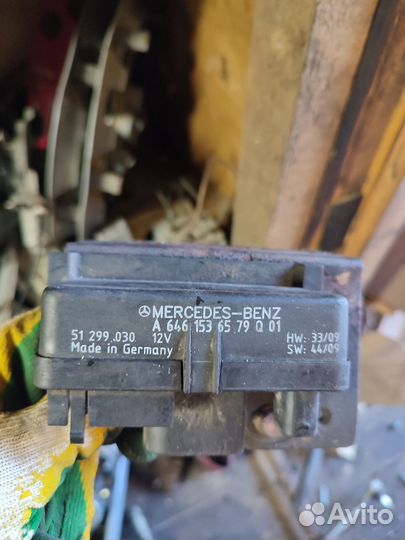 MERCEDES-BENZ
A 646 153 65 79 Q 01
51 299.030 12V HW: 33/09
Made in Germany SW: 44/09
Avito